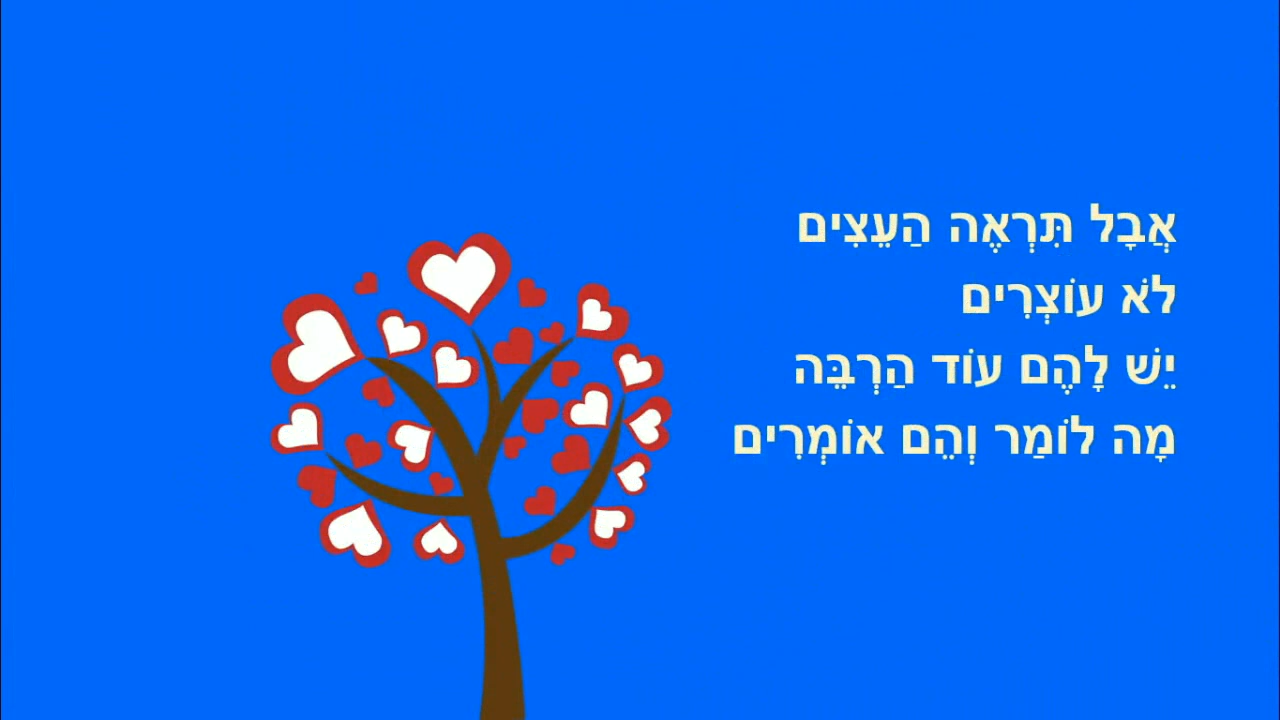 אֲבָל תִּרְאֶה הַעֵצִים
לֹא עוֹצְרִים
יֵשׁ לָהֶם עוֹד הַרְבֵּה
מָה לוֹמַר וְהֵם אוֹמְרִים